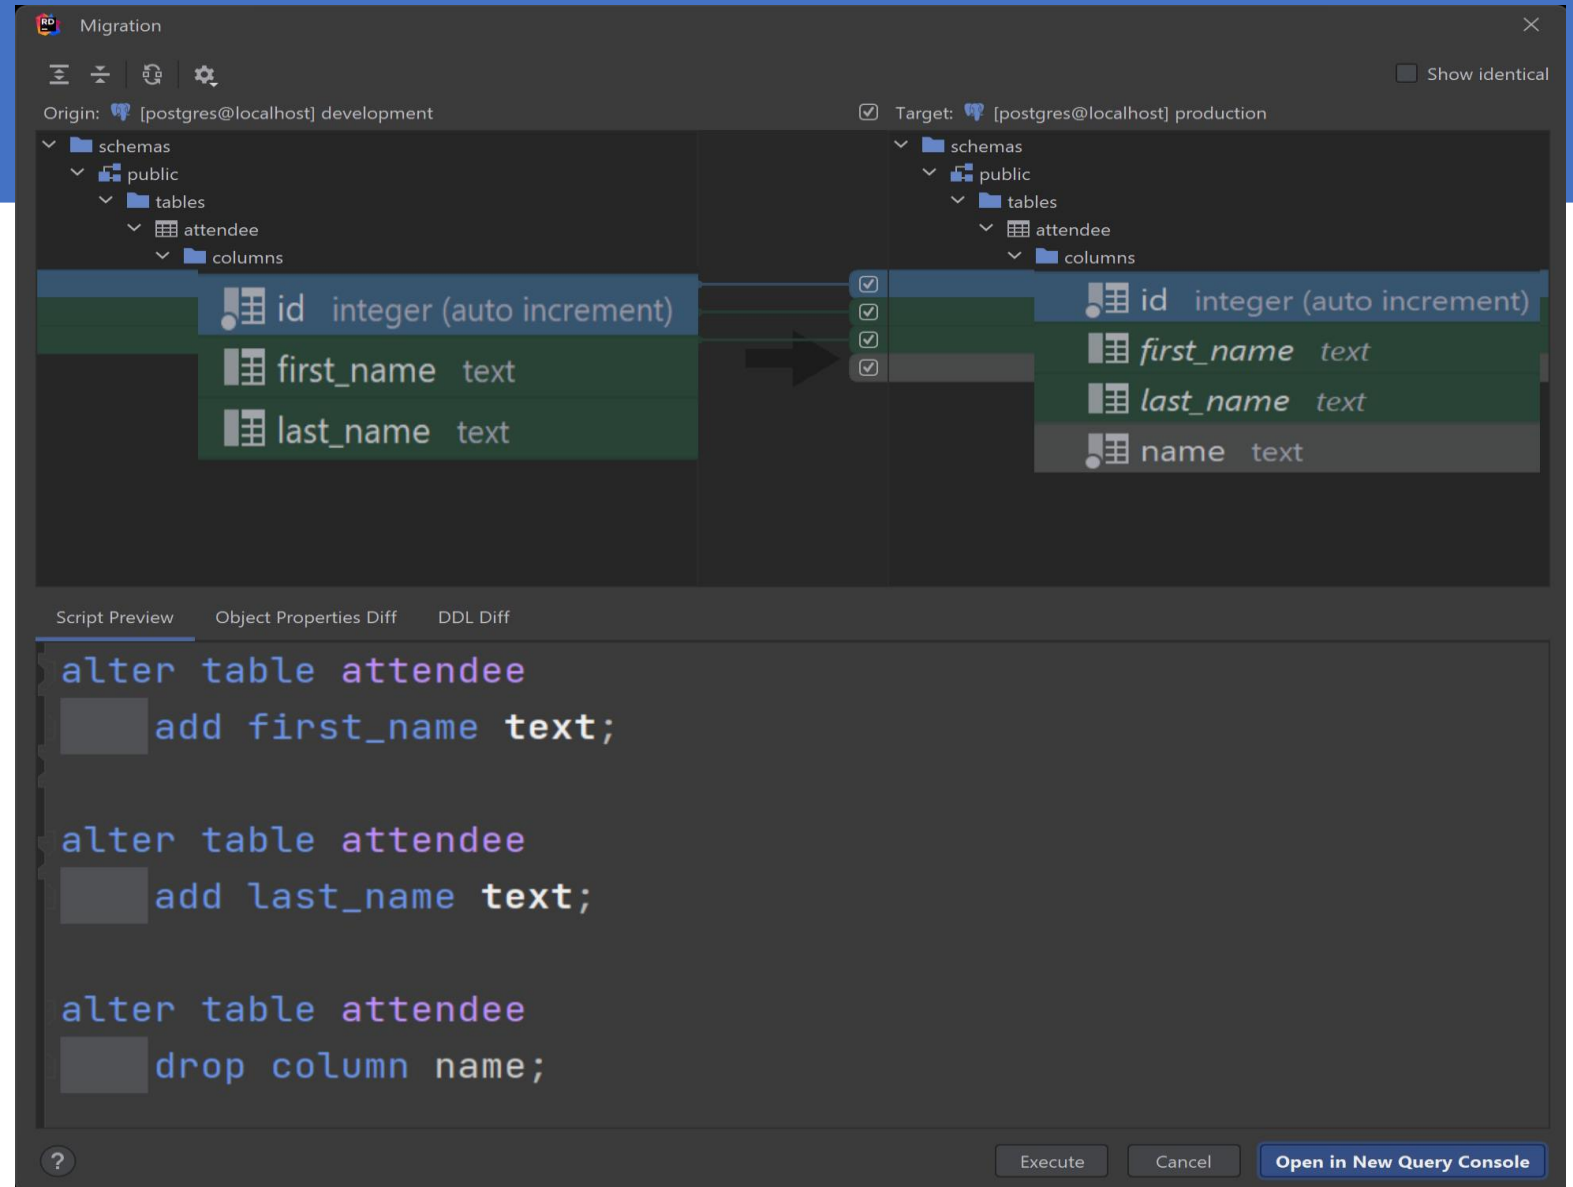 RD
Migration
Show identical
Origin: [postgres@localhost] development
Target: [postgres@localhost] production
schemas
public
tables
attendee
columns
id integer (auto increment)
first_name text
last_name text
schemas
public
tables
attendee
columns
id integer (auto increment)
first_name text
last_name text
name text
Script Preview Object Properties Diff DDL Diff
alter table attendee
add first_name text;
alter table attendee
add last_name text;
alter table attendee
drop column name;
? Execute Cancel Open in New Query Console